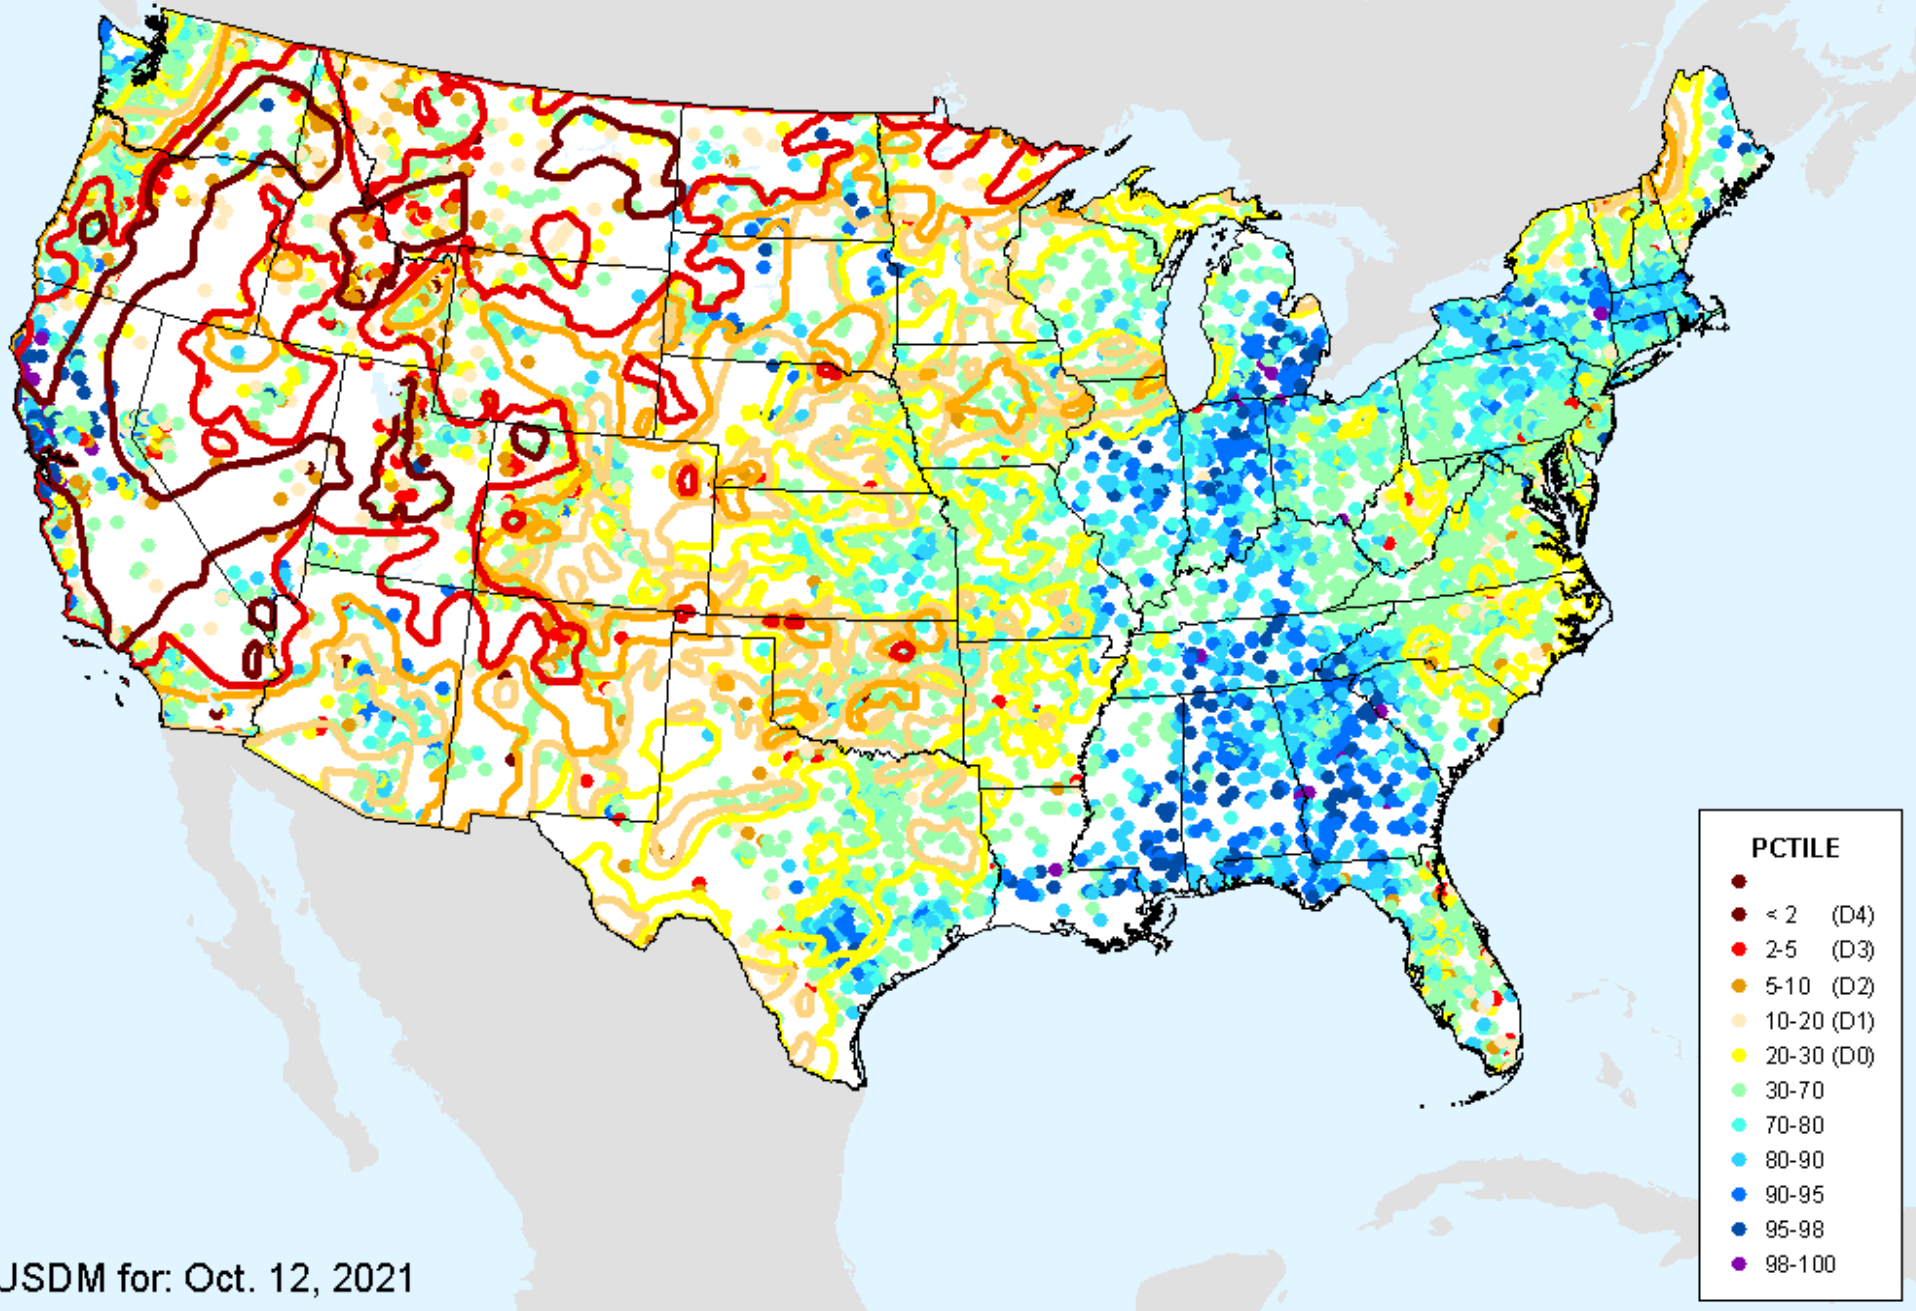 PCTILE
< 2 (D4)
2-5 (D3)
5-10 (D2)
10-20 (D1)
20-30 (D0)
30-70
70-80
80-90
90-95
95-98
98-100
USDM for: Oct. 12, 2021